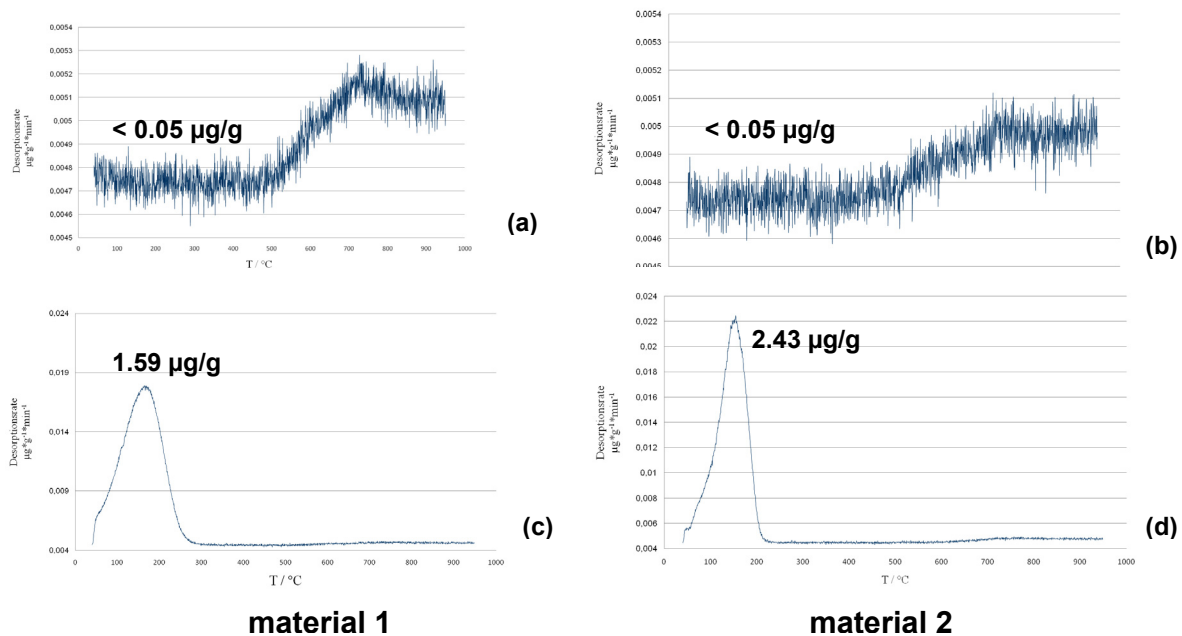 0,0054
0,0053
0,0052
0,0051
0,005
0,0049
0,0048
0,0047
0,0046
0,0045
Desorptionsrate
µg*g⁻¹*min⁻¹
< 0.05 µg/g
0 100 200 300 400 500 600 700 800 900 1000
T / °C
(a)
0,0054
0,0053
0,0052
0,0051
0,005
0,0049
0,0048
0,0047
0,0046
0,0045
Desorptionsrate
µg*g⁻¹*min⁻¹
< 0.05 µg/g
(b)
0,024
0,019
0,014
0,009
0,004
Desorptionsrate
µg*g⁻¹*min⁻¹
1.59 µg/g
0 100 200 300 400 500 600 700 800 900 1000
T / °C
(c)
0,024
0,022
0,02
0,018
0,016
0,014
0,012
0,01
0,008
0,006
0,004
Desorptionsrate
µg*g⁻¹*min⁻¹
2.43 µg/g
0 100 200 300 400 500 600 700 800 900 1000
T / °C
(d)
material 1
material 2